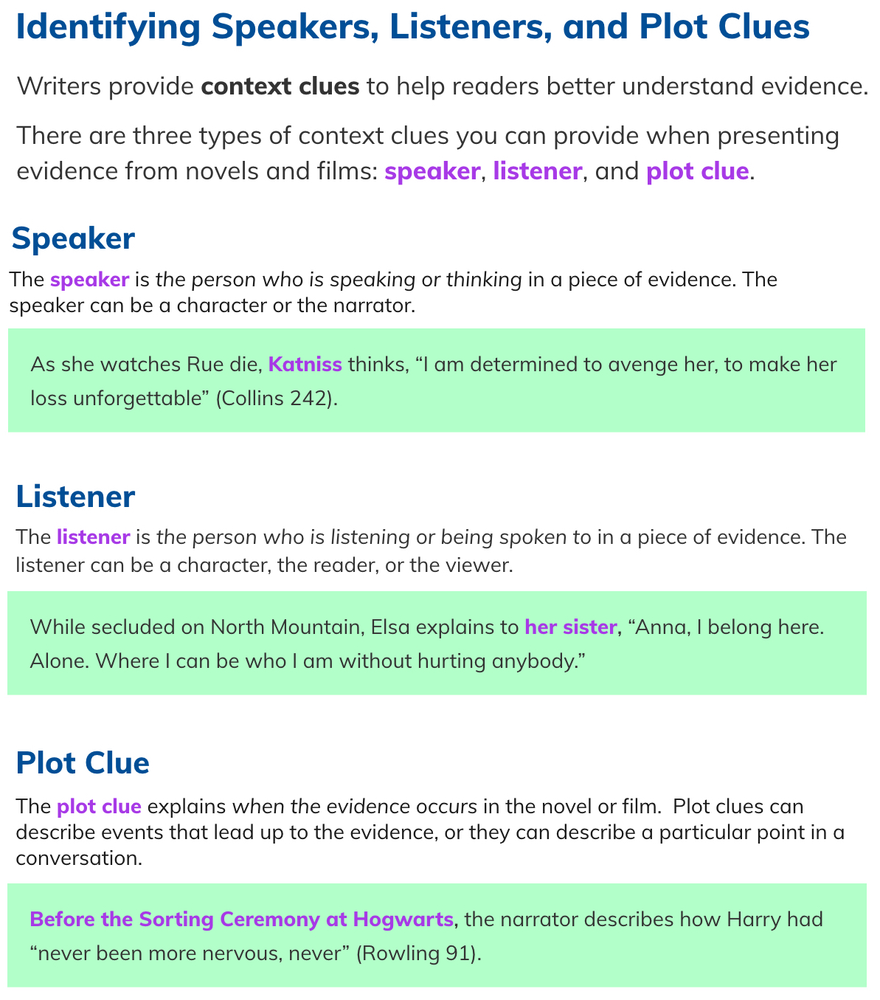 Identifying Speakers, Listeners, and Plot Clues
Writers provide context clues to help readers better understand evidence.
There are three types of context clues you can provide when presenting
evidence from novels and films: speaker, listener, and plot clue.
Speaker
The speaker is the person who is speaking or thinking in a piece of evidence. The
speaker can be a character or the narrator.
As she watches Rue die, Katniss thinks, “I am determined to avenge her, to make her
loss unforgettable” (Collins 242).
Listener
The listener is the person who is listening or being spoken to in a piece of evidence. The
listener can be a character, the reader, or the viewer.
While secluded on North Mountain, Elsa explains to her sister, “Anna, I belong here.
Alone. Where I can be who I am without hurting anybody.”
Plot Clue
The plot clue explains when the evidence occurs in the novel or film.  Plot clues can
describe events that lead up to the evidence, or they can describe a particular point in a
conversation.
Before the Sorting Ceremony at Hogwarts, the narrator describes how Harry had
“never been more nervous, never” (Rowling 91).